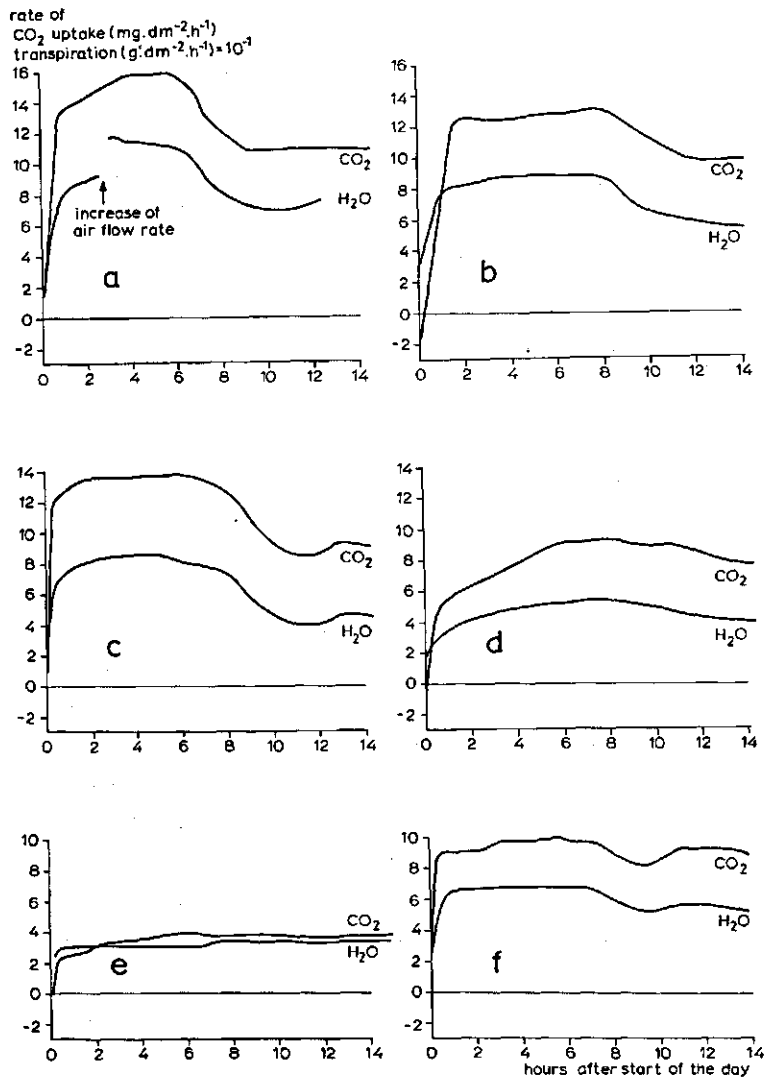 rate of
CO₂ uptake (mg.dm⁻².h⁻¹)
transpiration (g.dm⁻².h⁻¹)×10⁻¹
16
14
12
10
8
6
4
2
0
-2
CO₂
H₂O
increase of
air flow rate
a
0 2 4 6 8 10 12 14
16
14
12
10
8
6
4
2
0
-2
CO₂
H₂O
b
0 2 4 6 8 10 12 14
14
12
10
8
6
4
2
0
-2
CO₂
H₂O
c
0 2 4 6 8 10 12 14
14
12
10
8
6
4
2
0
-2
CO₂
H₂O
d
0 2 4 6 8 10 12 14
10
8
6
4
2
0
-2
CO₂
H₂O
e
0 2 4 6 8 10 12 14
10
8
6
4
2
0
-2
CO₂
H₂O
f
0 2 4 6 8 10 12 14
hours after start of the day